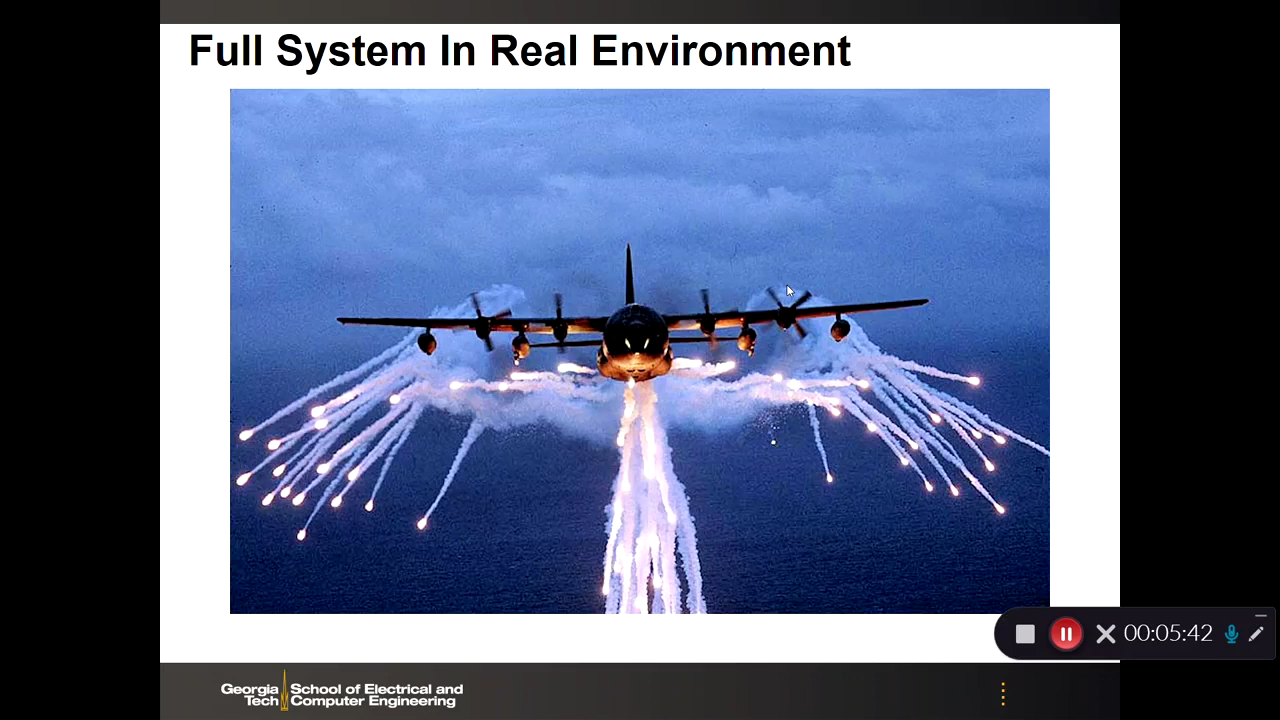 Full System In Real Environment
00:05:42
Georgia School of Electrical and
Tech Computer Engineering